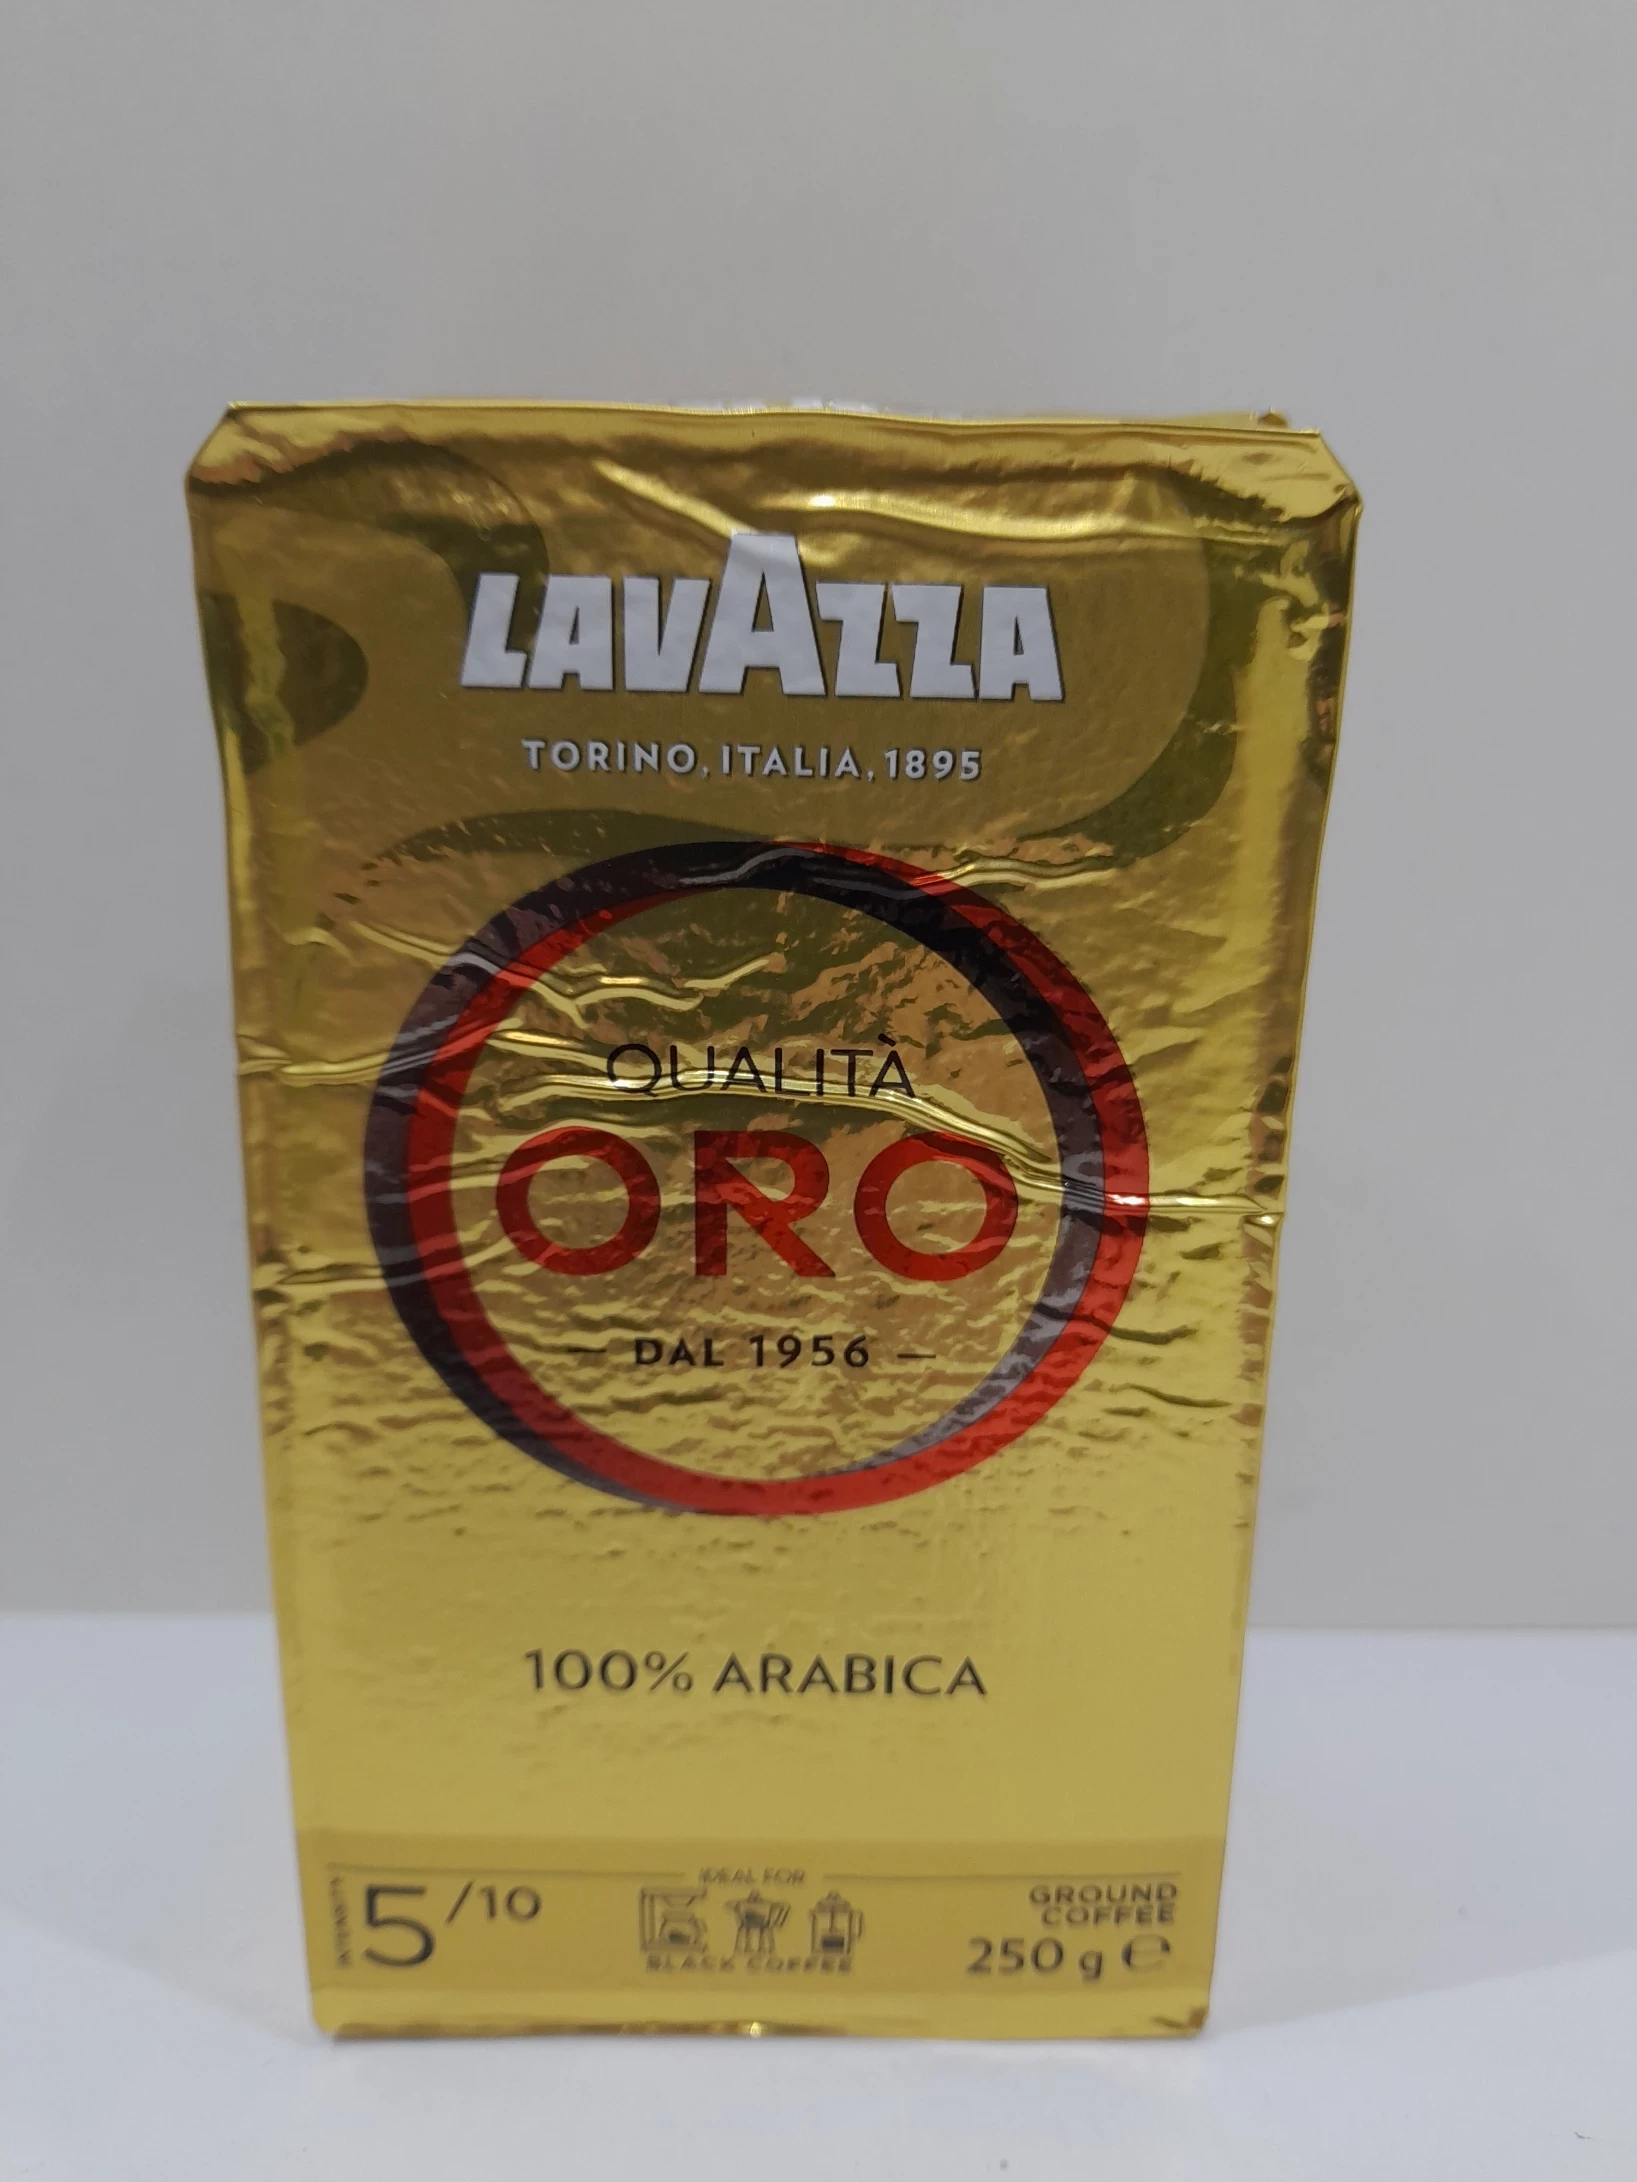 LAVAZZA
TORINO, ITALIA, 1895
QUALITÀ
ORO
— DAL 1956 —
100% ARABICA
INTENSITY
5/10
IDEAL FOR
BLACK COFFEE
GROUND
COFFEE
250 g ℮